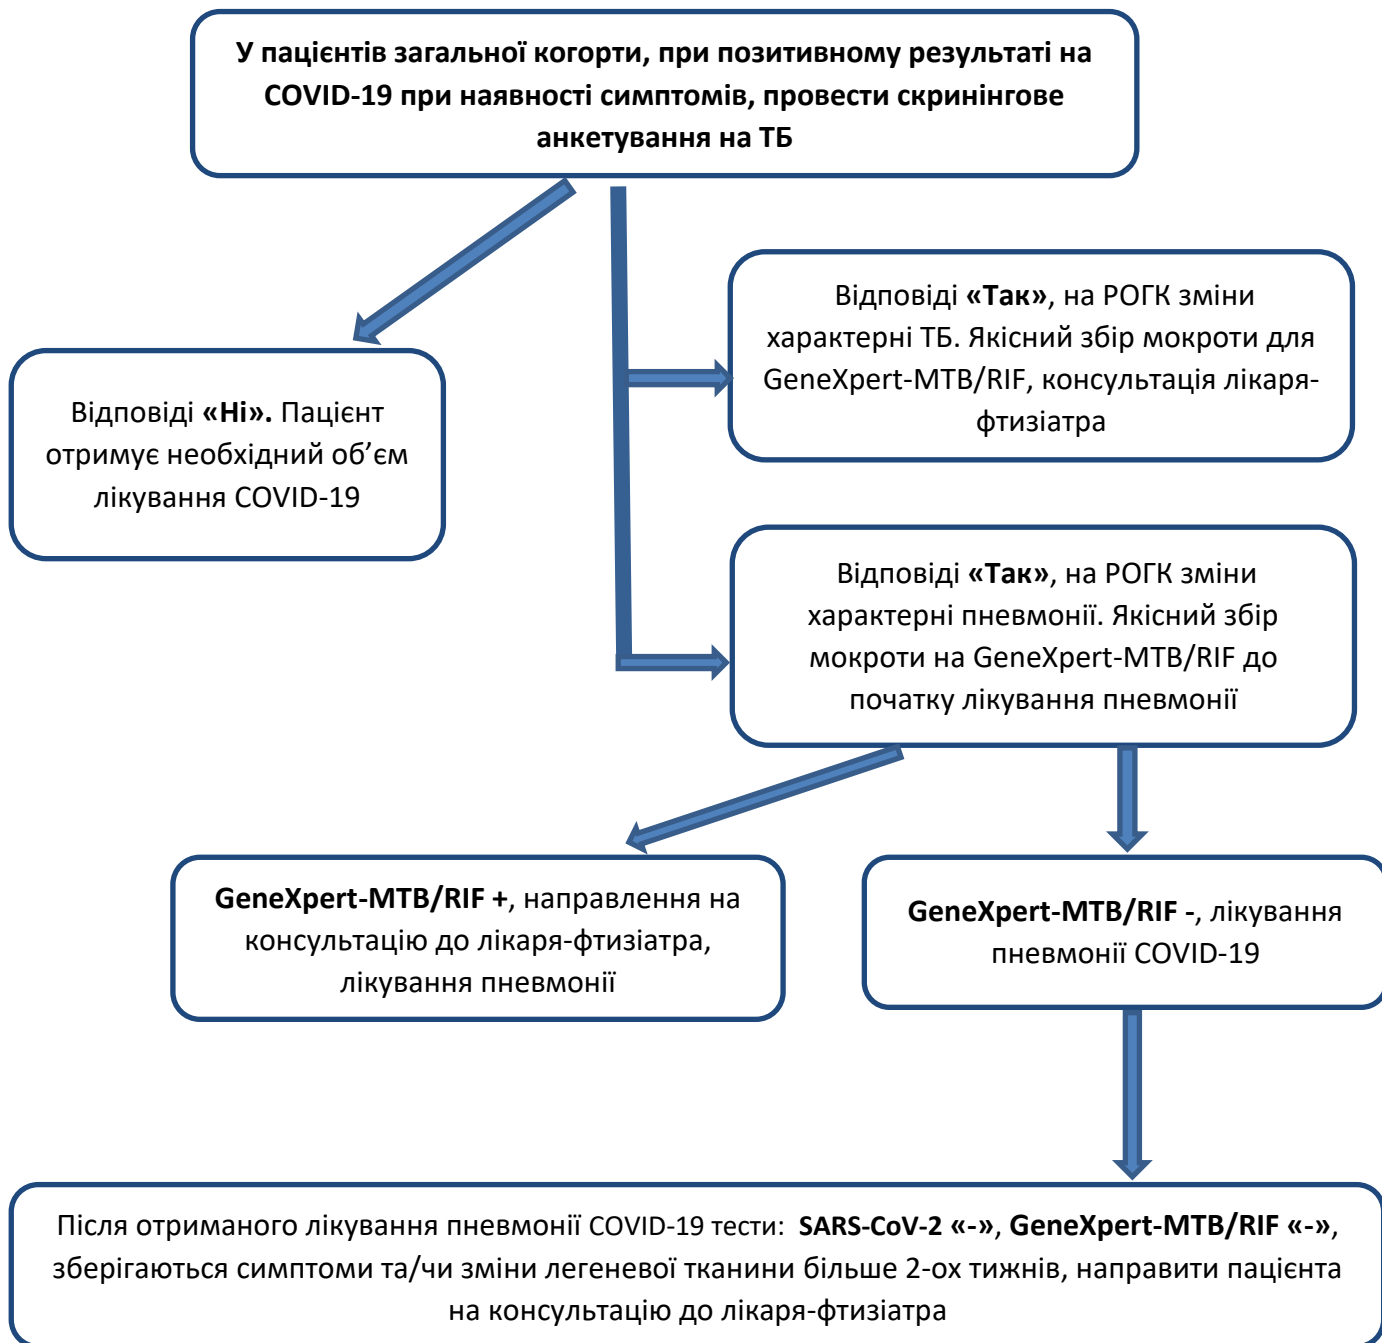 У пацієнтів загальної когорти, при позитивному результаті на
COVID-19 при наявності симптомів, провести скринінгове
анкетування на ТБ
Відповіді «Так», на РОГК зміни
характерні ТБ. Якісний збір мокроти для
GeneXpert-MTB/RIF, консультація лікаря-
фтизіатра
Відповіді «Ні». Пацієнт
отримує необхідний об’єм
лікування COVID-19
Відповіді «Так», на РОГК зміни
характерні пневмонії. Якісний збір
мокроти на GeneXpert-MTB/RIF до
початку лікування пневмонії
GeneXpert-MTB/RIF +, направлення на
консультацію до лікаря-фтизіатра,
лікування пневмонії
GeneXpert-MTB/RIF -, лікування
пневмонії COVID-19
Після отриманого лікування пневмонії COVID-19 тести: SARS-CoV-2 «-», GeneXpert-MTB/RIF «-»,
зберігаються симптоми та/чи зміни легеневої тканини більше 2-ох тижнів, направити пацієнта
на консультацію до лікаря-фтизіатра